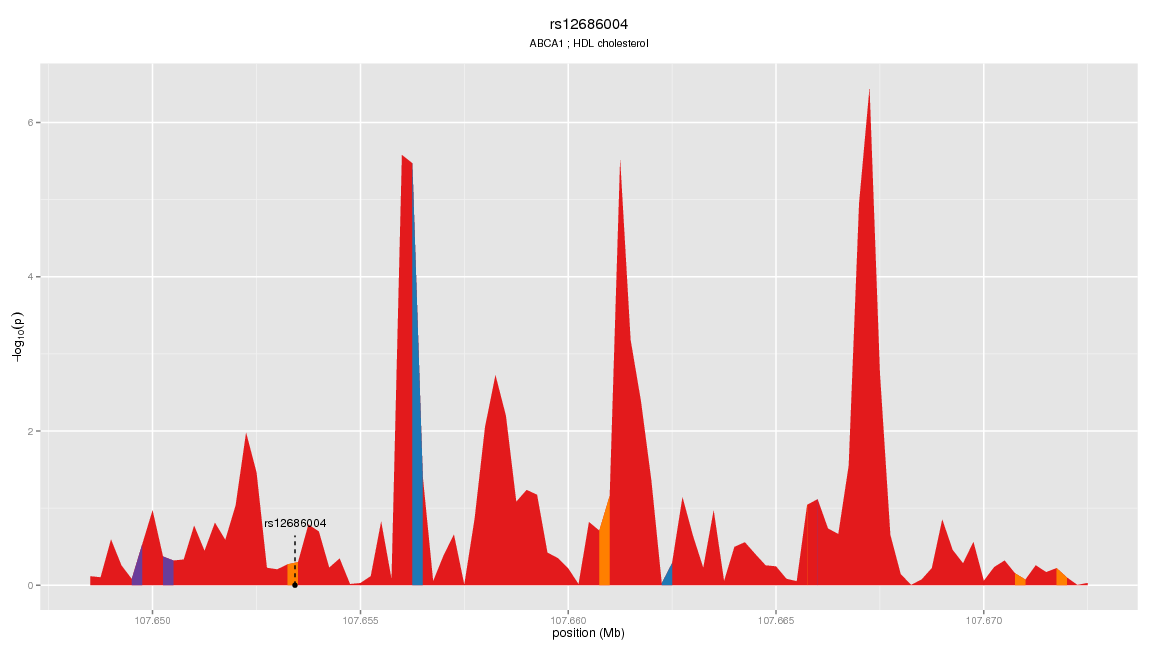 rs12686004
ABCA1 ; HDL cholesterol
6
4
2
0
−log10(p)
rs12686004
107.650 107.655 107.660 107.665 107.670
position (Mb)